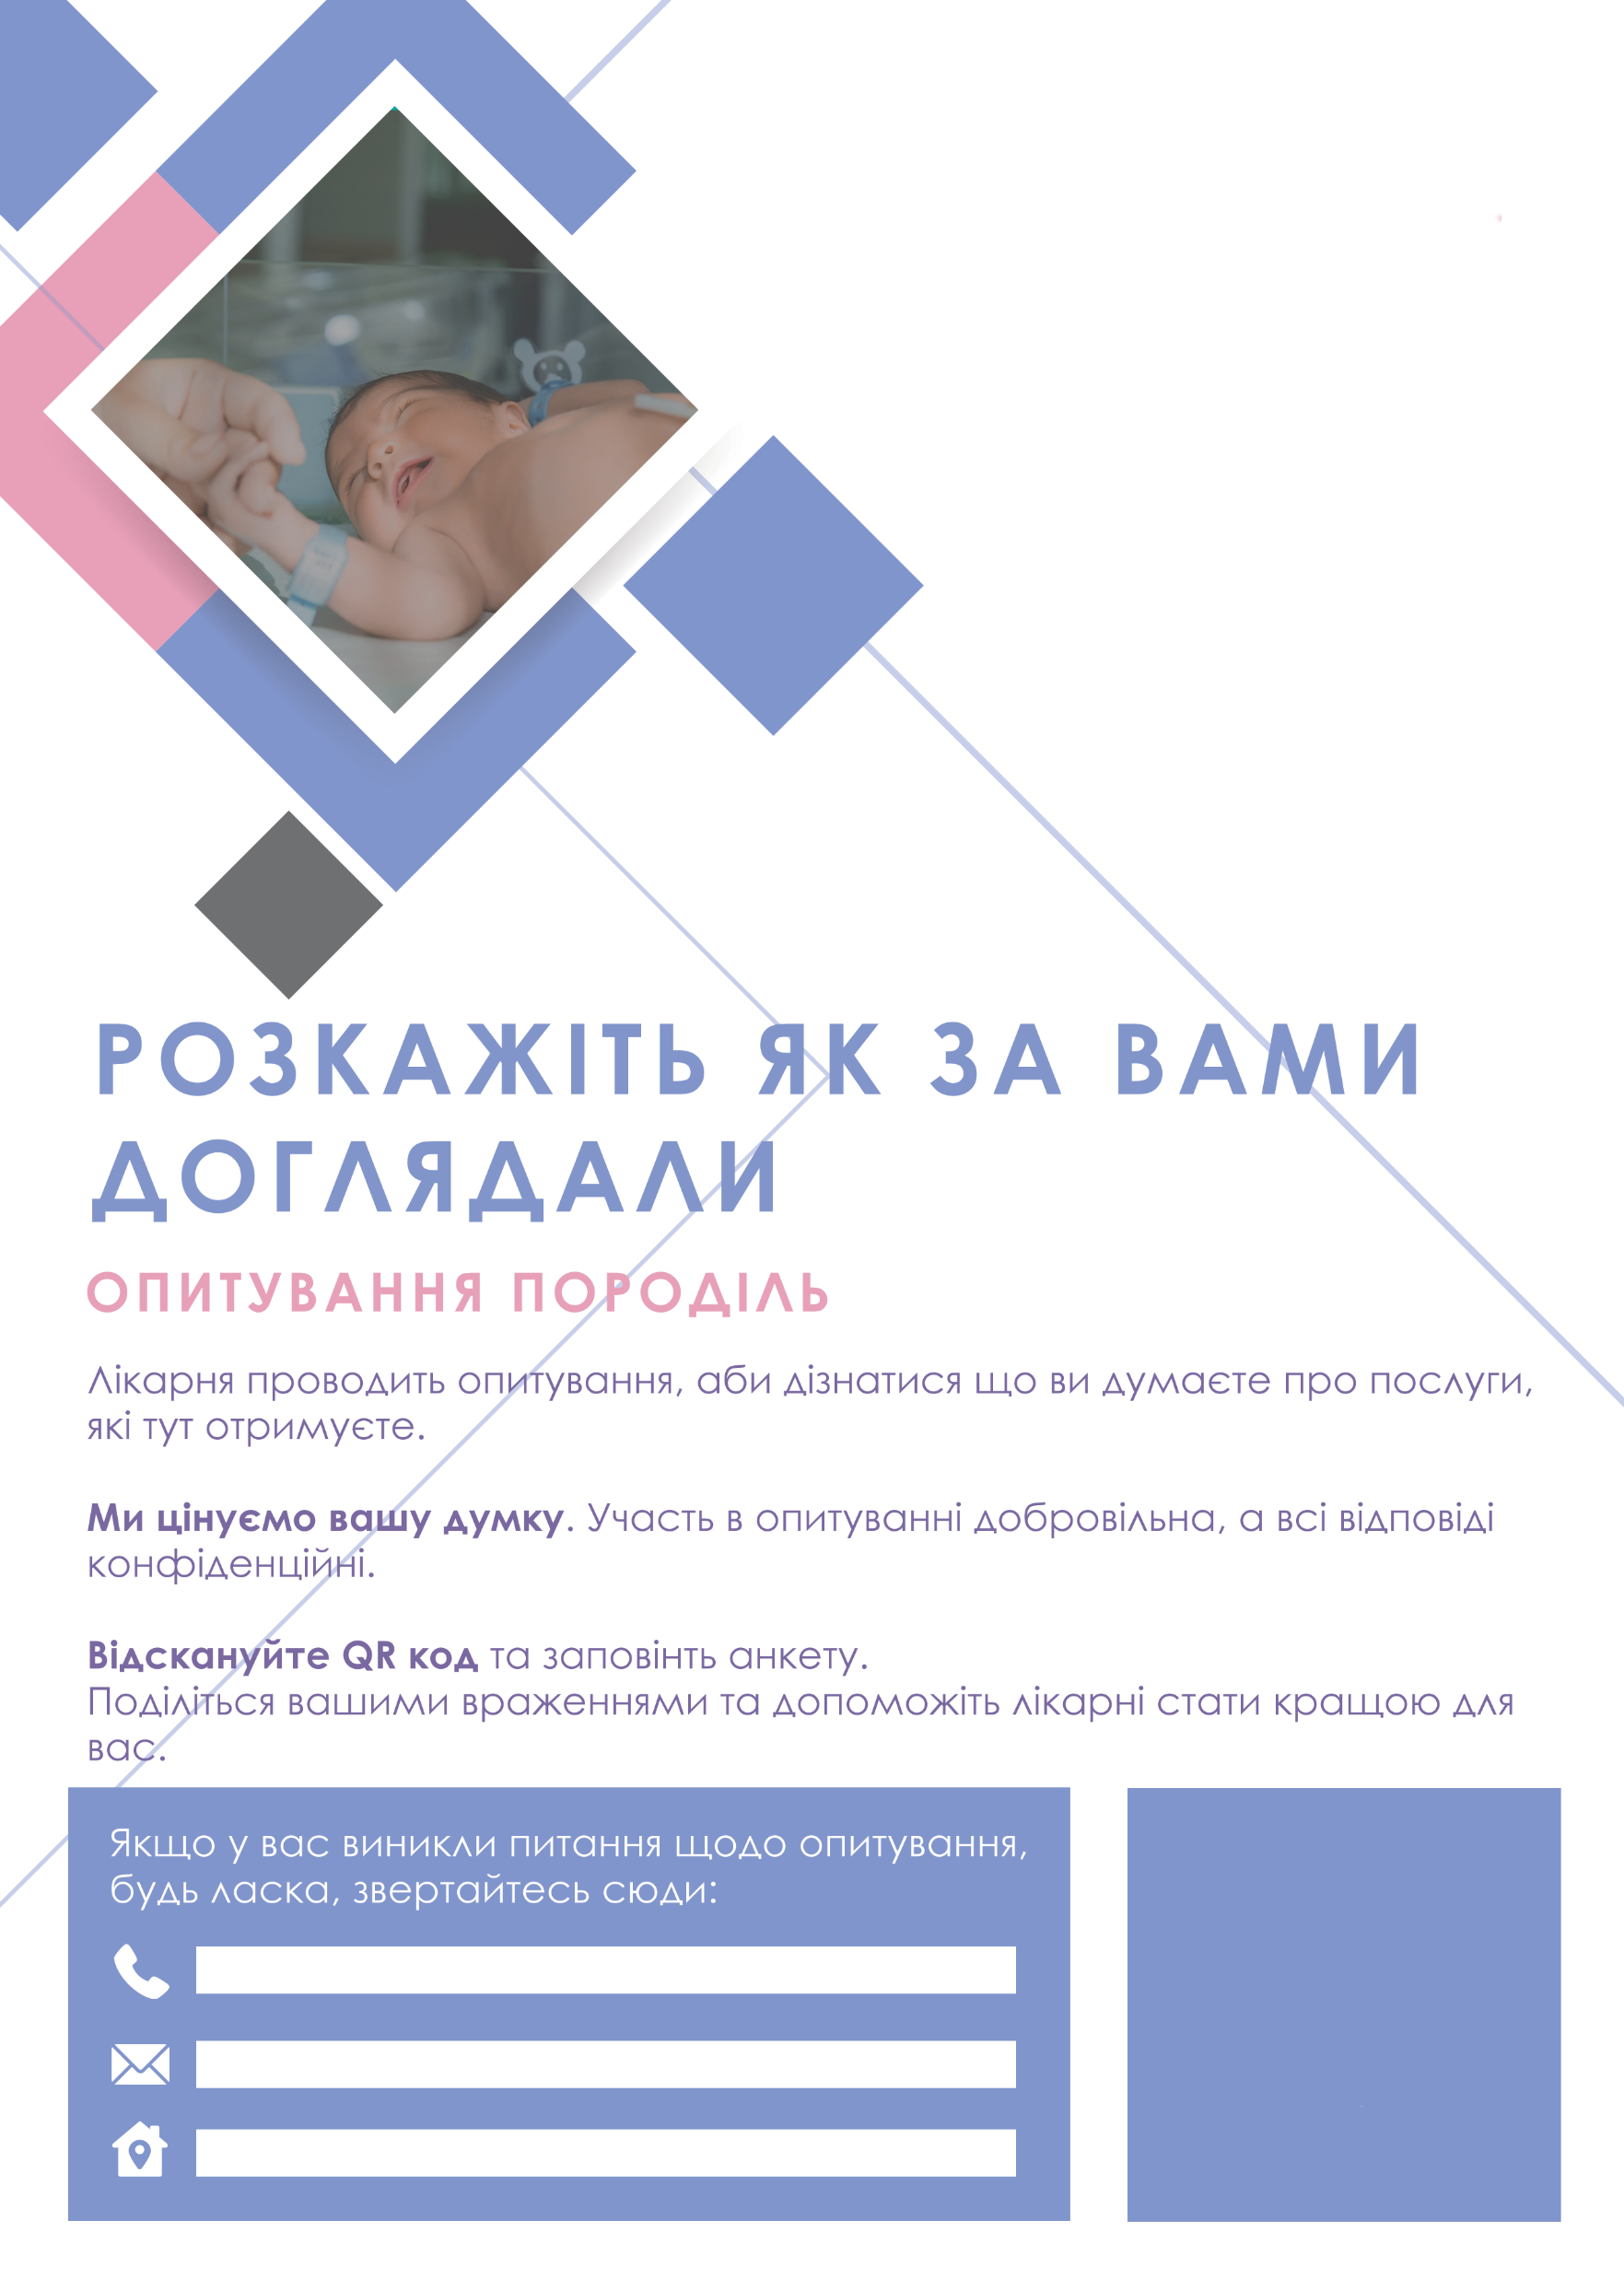 РОЗКАЖІТЬ ЯК ЗА ВАМИ
ДОГЛЯДАЛИ
ОПИТУВАННЯ ПОРОДІЛЬ
Лікарня проводить опитування, аби дізнатися що ви думаєте про послуги,
які тут отримуєте.
Ми цінуємо вашу думку. Участь в опитуванні добровільна, а всі відповіді
конфіденційні.
Відскануйте QR код та заповінть анкету.
Поділіться вашими враженнями та допоможіть лікарні стати кращою для
вас.
Якщо у вас виникли питання щодо опитування,
будь ласка, звертайтесь сюди: